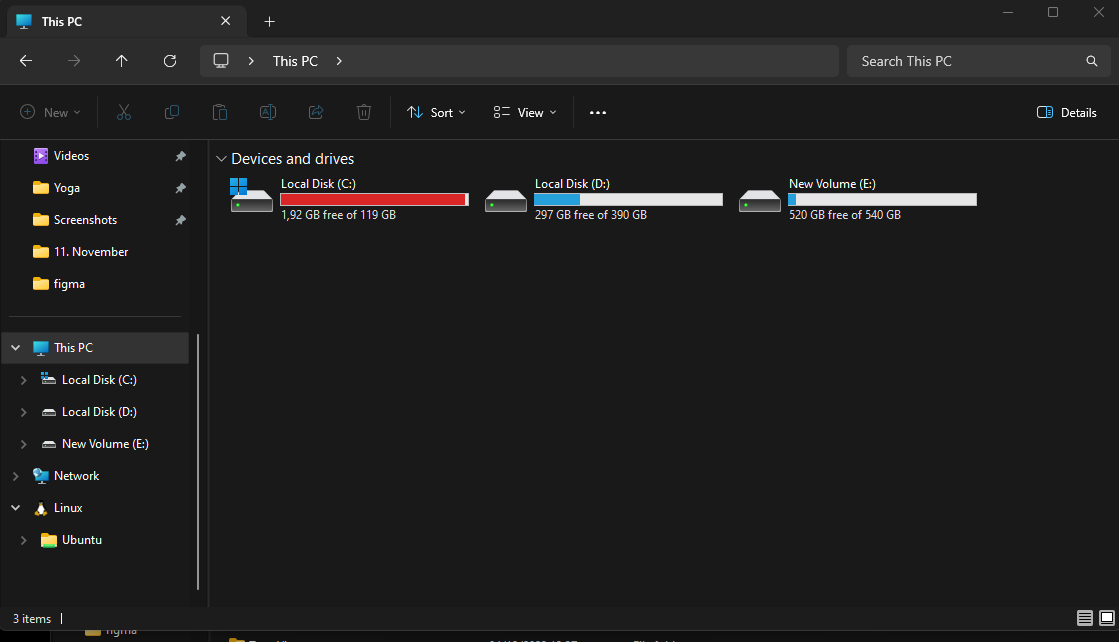 This PC
This PC
Search This PC
New
Sort
View
Details
Videos
Yoga
Screenshots
11. November
figma
This PC
Local Disk (C:)
Local Disk (D:)
New Volume (E:)
Network
Linux
Ubuntu
Devices and drives
Local Disk (C:)
1,92 GB free of 119 GB
Local Disk (D:)
297 GB free of 390 GB
New Volume (E:)
520 GB free of 540 GB
3 items
figma